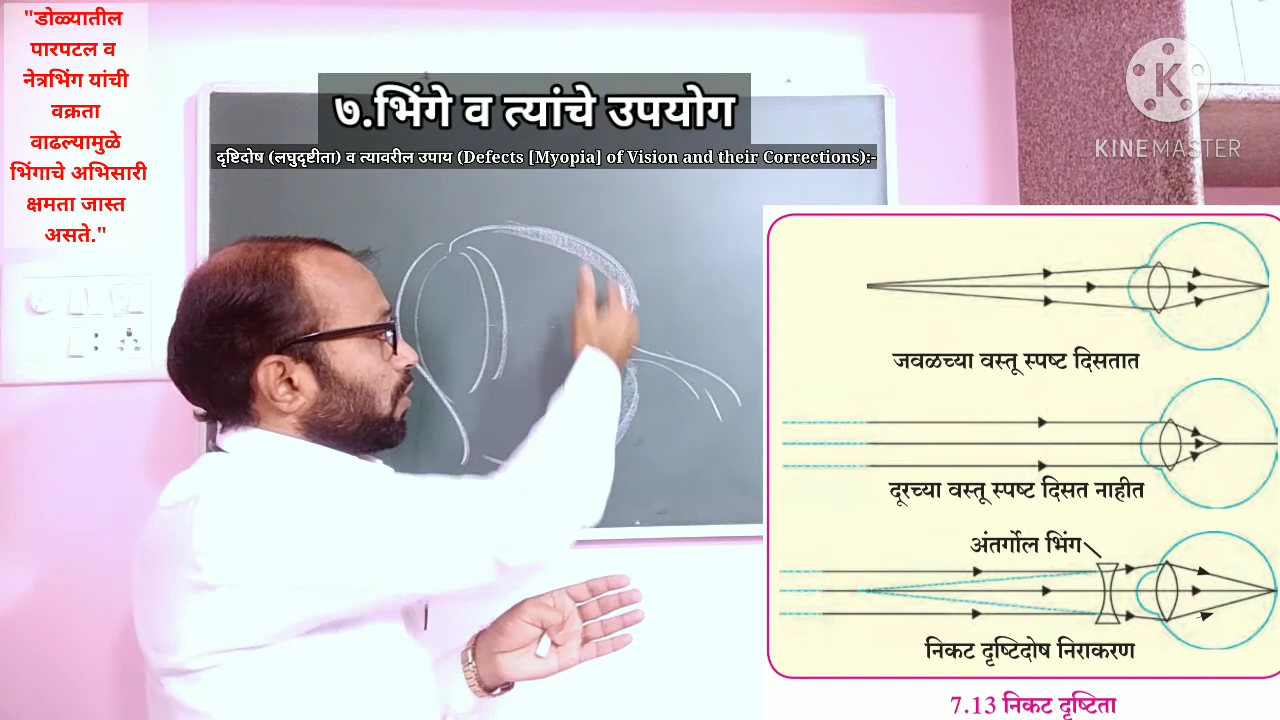 "डोळ्यातील
पारपटल व
नेत्रभिंग यांची
वक्रता
वाढल्यामुळे
भिंगाचे अभिसारी
क्षमता जास्त
असते."
७.भिंगे व त्यांचे उपयोग
दृष्टिदोष (लघुदृष्टीता) व त्यावरील उपाय (Defects [Myopia] of Vision and their Corrections):-
K
KINEMASTER
जवळच्या वस्तू स्पष्ट दिसतात
दूरच्या वस्तू स्पष्ट दिसत नाहीत
अंतर्गोल भिंग
निकट दृष्टिदोष निराकरण
7.13 निकट दृष्टिता